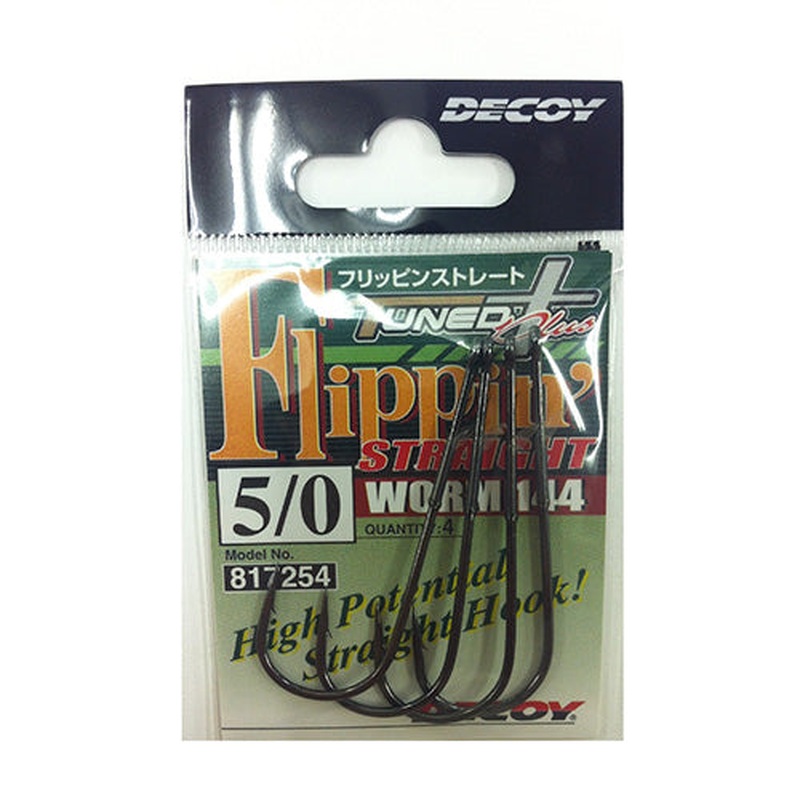 DECOY
フリッピンストレート
TUNED Plus
Flippin'
STRAIGHT
5/0
WORM 144
QUANTITY:4
Model No.
817254
High Potential
Straight Hook!
DECOY